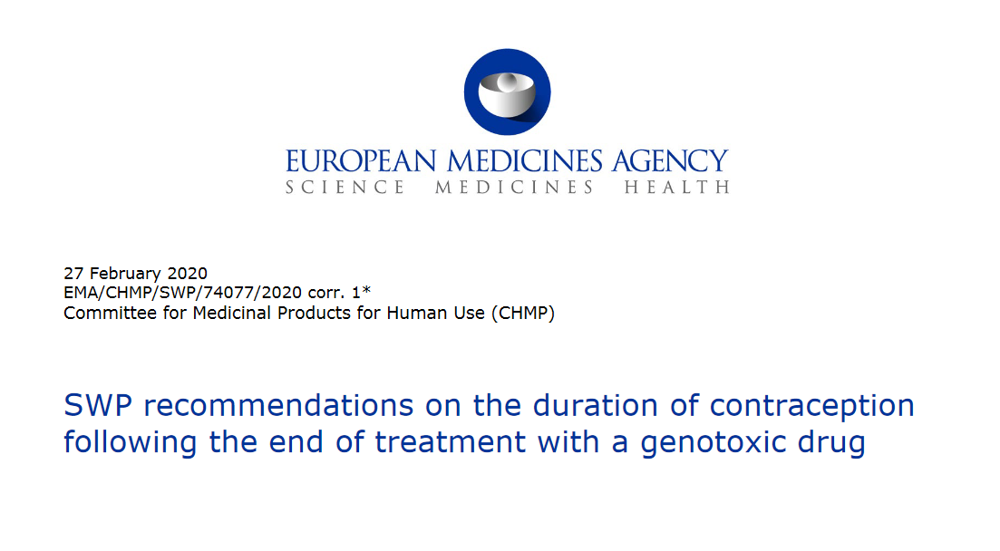 EUROPEAN MEDICINES AGENCY
SCIENCE MEDICINES HEALTH
27 February 2020
EMA/CHMP/SWP/74077/2020 corr. 1*
Committee for Medicinal Products for Human Use (CHMP)
SWP recommendations on the duration of contraception
following the end of treatment with a genotoxic drug